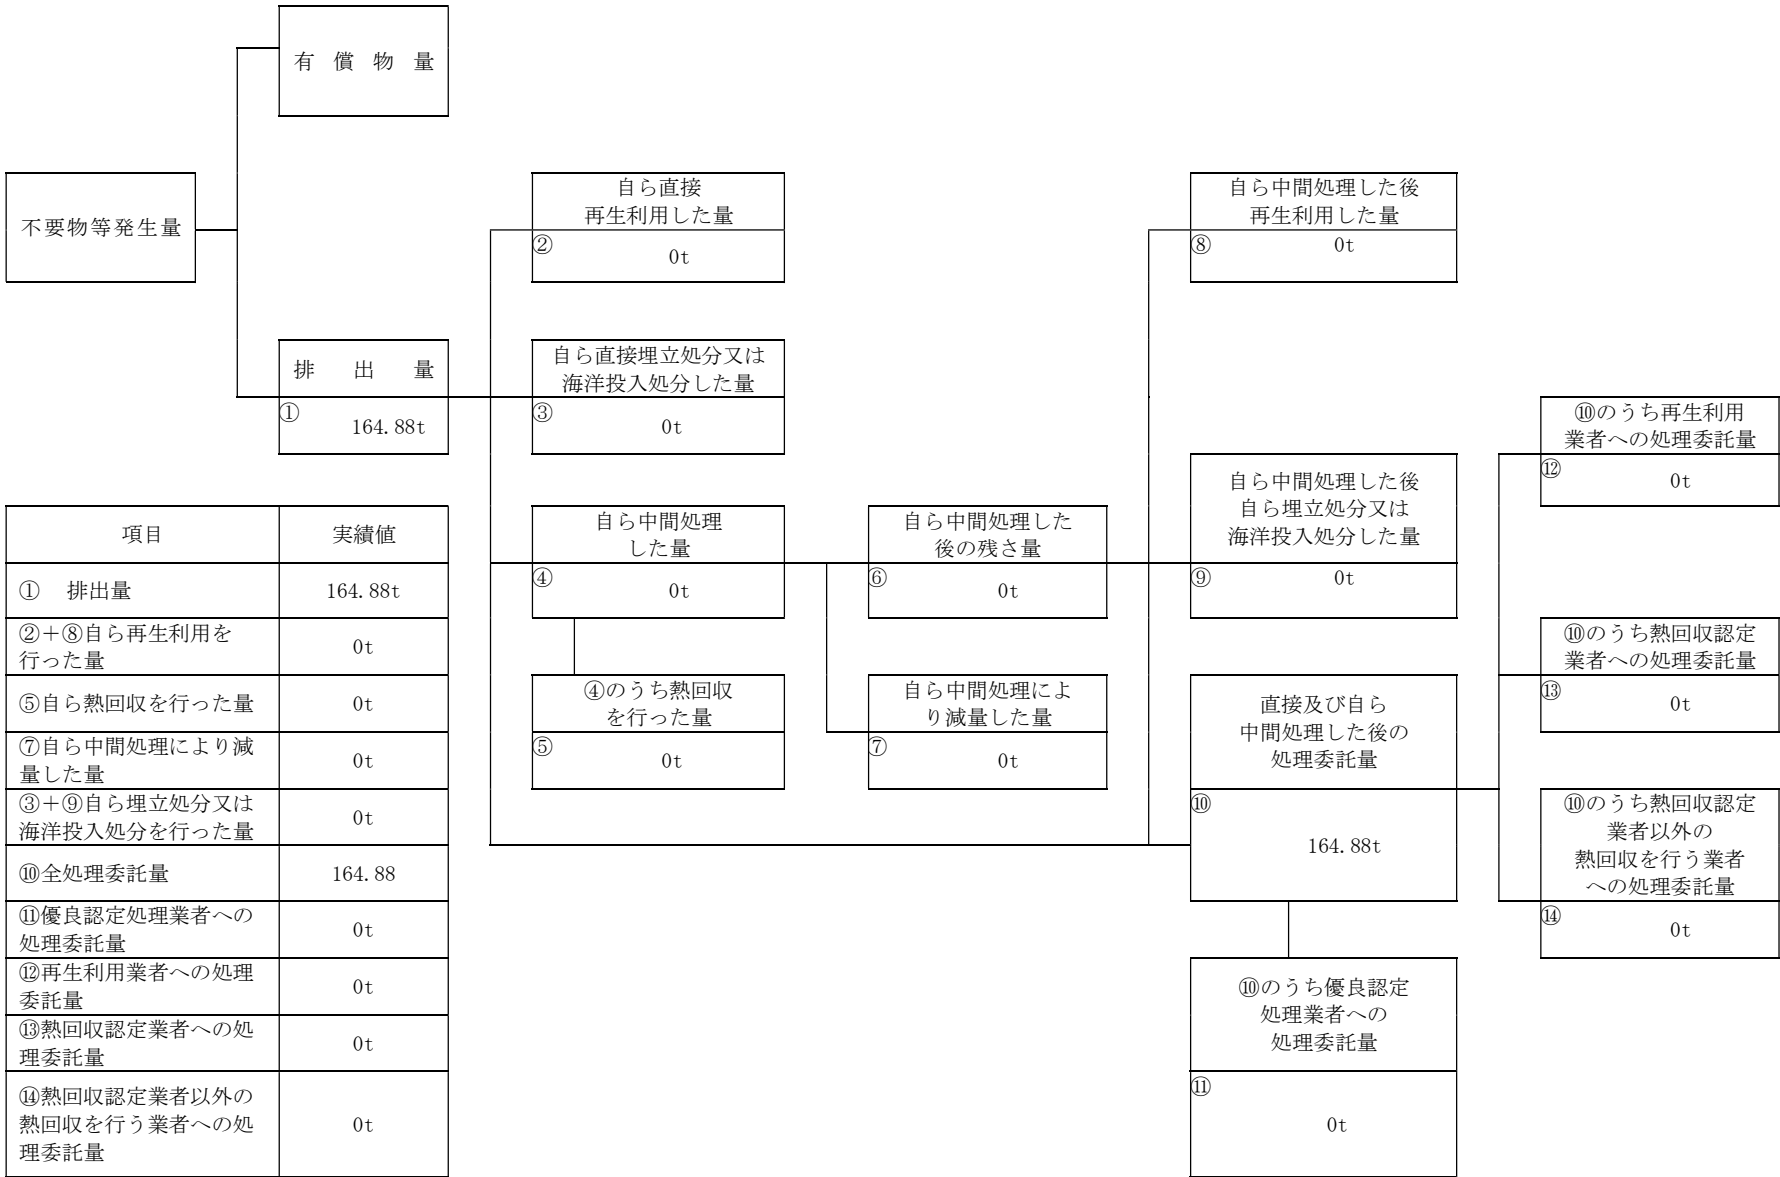 有償物量
不要物等発生量
自ら直接
再生利用した量
②
0t
自ら中間処理した後
再生利用した量
⑧
0t
排出量
①
164.88t
自ら直接埋立処分又は
海洋投入処分した量
③
0t
⑩のうち再生利用
業者への処理委託量
⑫
0t
自ら中間処理した後
自ら埋立処分又は
海洋投入処分した量
⑨
0t
自ら中間処理
した量
④
0t
自ら中間処理した
後の残さ量
⑥
0t
⑩のうち熱回収認定
業者への処理委託量
⑬
0t
④のうち熱回収
を行った量
⑤
0t
自ら中間処理によ
り減量した量
⑦
0t
直接及び自ら
中間処理した後の
処理委託量
⑩
164.88t
⑩のうち熱回収認定
業者以外の
熱回収を行う業者
への処理委託量
⑭
0t
⑩のうち優良認定
処理業者への
処理委託量
⑪
0t
項目 実績値
① 排出量 164.88t
②+⑧自ら再生利用を
行った量
0t
⑤自ら熱回収を行った量 0t
⑦自ら中間処理により減
量した量
0t
③+⑨自ら埋立処分又は
海洋投入処分を行った量
0t
⑩全処理委託量 164.88
⑪優良認定処理業者への
処理委託量
0t
⑫再生利用業者への処理
委託量
0t
⑬熱回収認定業者への処
理委託量
0t
⑭熱回収認定業者以外の
熱回収を行う業者への処
理委託量
0t